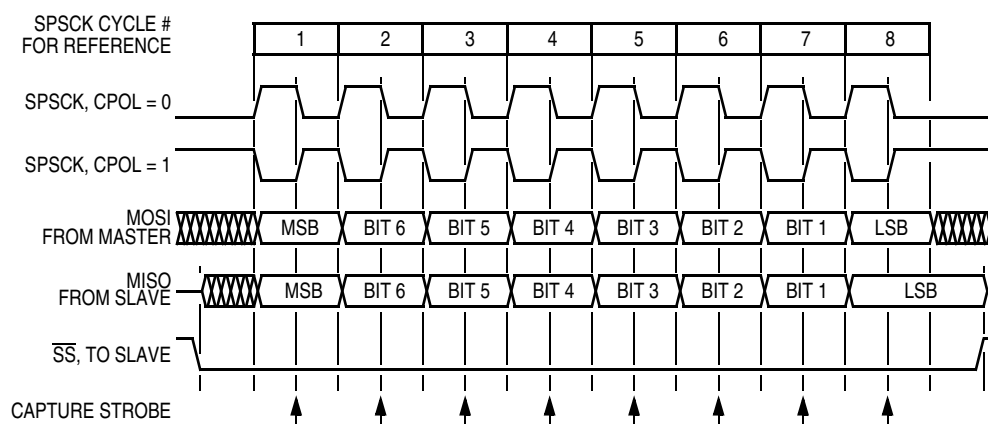 SPSCK CYCLE #
FOR REFERENCE
1 2 3 4 5 6 7 8
SPSCK, CPOL = 0
SPSCK, CPOL = 1
MOSI
FROM MASTER
MSB BIT 6 BIT 5 BIT 4 BIT 3 BIT 2 BIT 1 LSB
MISO
FROM SLAVE
MSB BIT 6 BIT 5 BIT 4 BIT 3 BIT 2 BIT 1 LSB
S̅S̅, TO SLAVE
CAPTURE STROBE